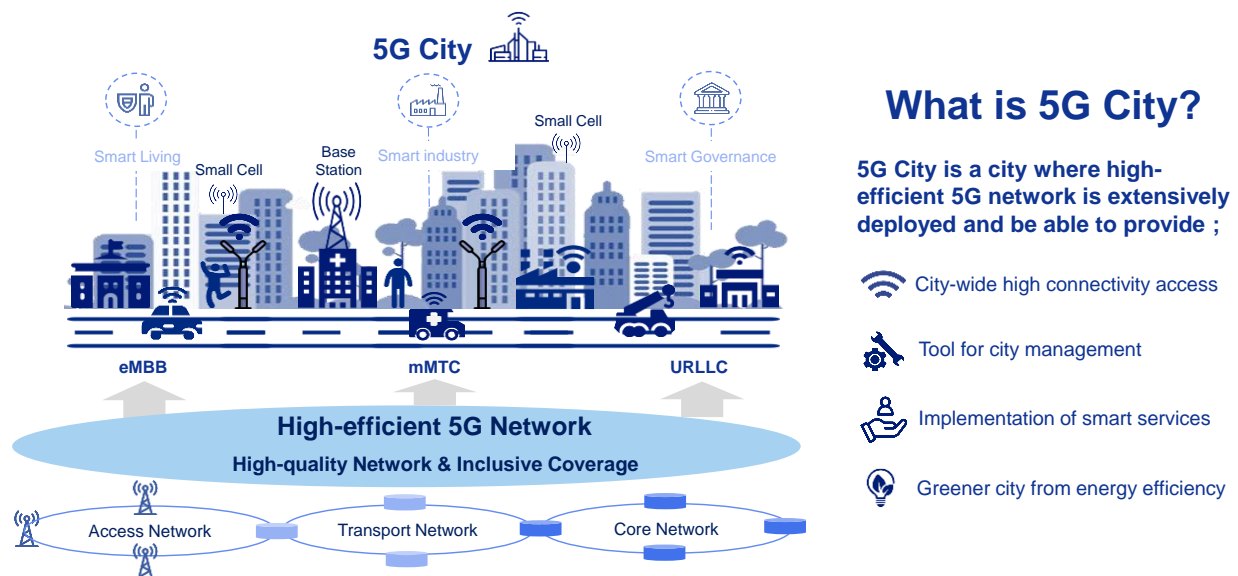 5G City
Smart Living
Small Cell
Base
Station
Smart industry
Small Cell
Smart Governance
eMBB
mMTC
URLLC
High-efficient 5G Network
High-quality Network & Inclusive Coverage
Access Network
Transport Network
Core Network
What is 5G City?
5G City is a city where high-
efficient 5G network is extensively
deployed and be able to provide ;
City-wide high connectivity access
Tool for city management
Implementation of smart services
Greener city from energy efficiency